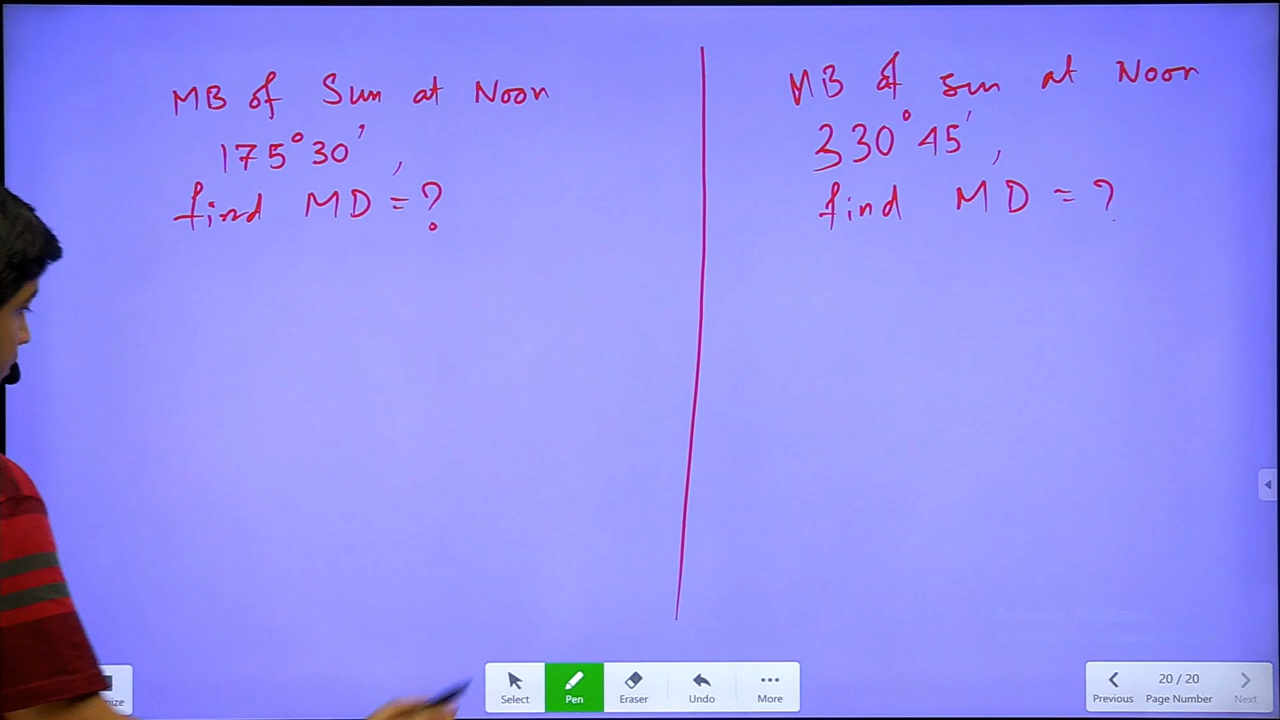 MB of Sun at Noon
175°30',
find MD = ?
MB of sun at Noon
330°45',
find MD = ?
Select
Pen
Eraser
Undo
More
Previous
20 / 20
Page Number
Next